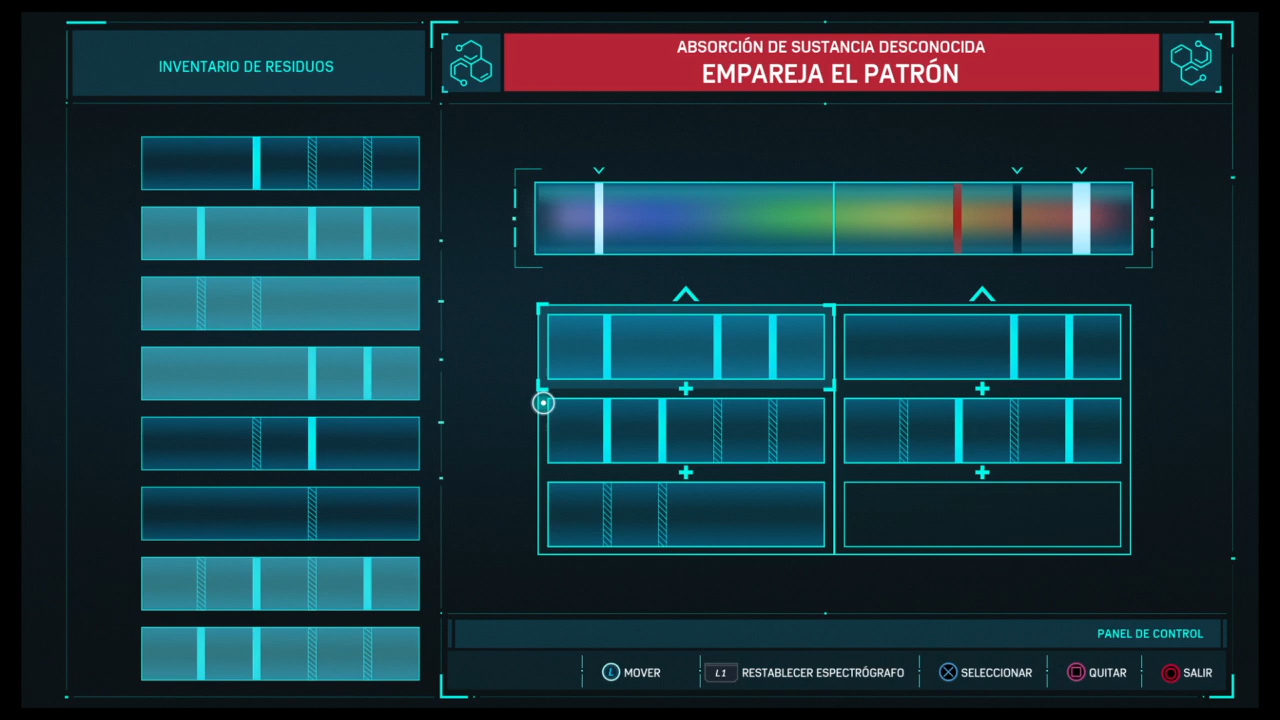 INVENTARIO DE RESIDUOS
ABSORCIÓN DE SUSTANCIA DESCONOCIDA
EMPAREJA EL PATRÓN
PANEL DE CONTROL
L MOVER
L1 RESTABLECER ESPECTRÓGRAFO
SELECCIONAR
QUITAR
SALIR